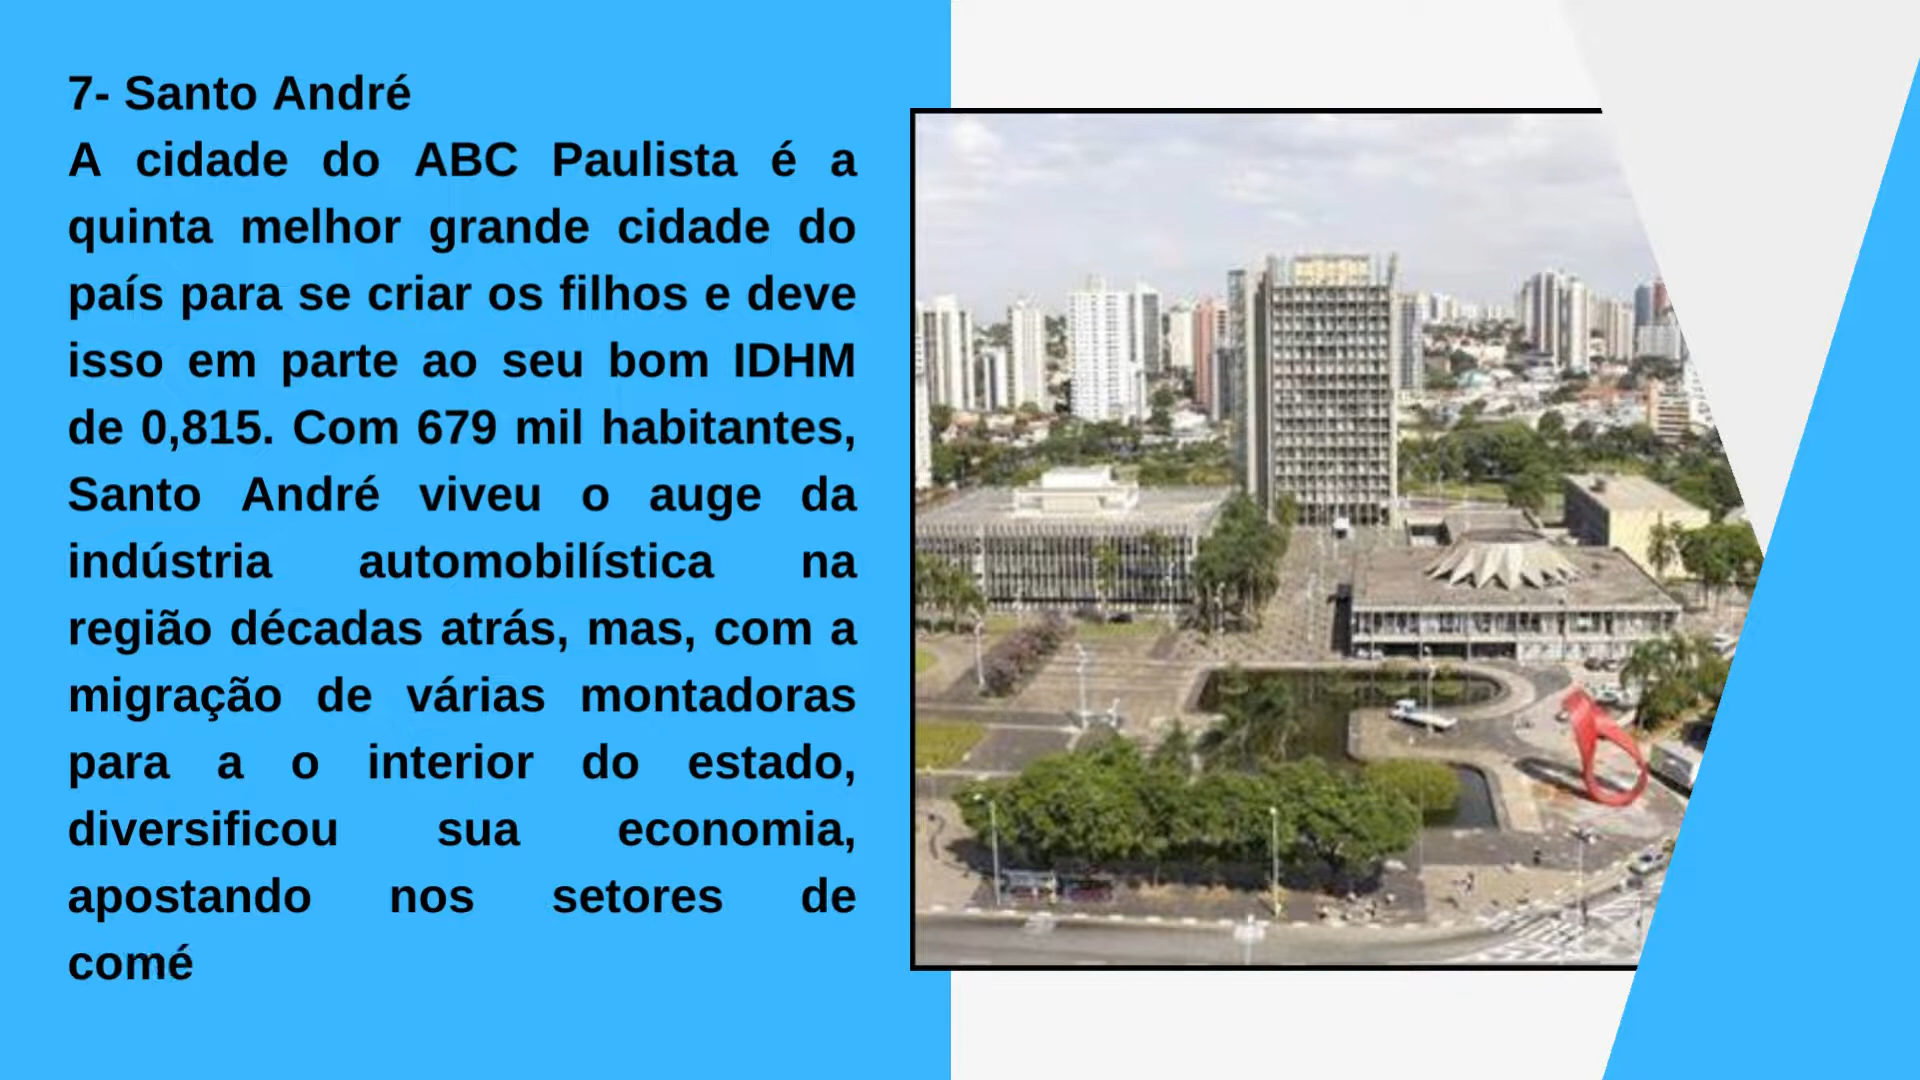 7- Santo André
A cidade do ABC Paulista é a
quinta melhor grande cidade do
país para se criar os filhos e deve
isso em parte ao seu bom IDHM
de 0,815. Com 679 mil habitantes,
Santo André viveu o auge da
indústria automobilística na
região décadas atrás, mas, com a
migração de várias montadoras
para a o interior do estado,
diversificou sua economia,
apostando nos setores de
comé